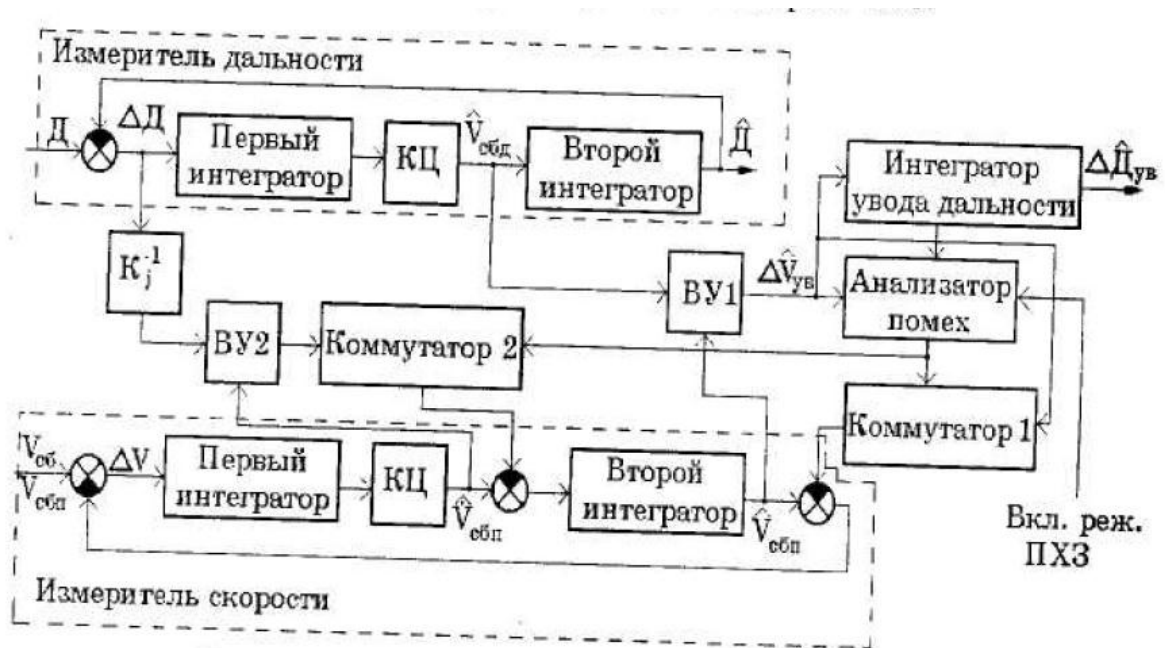 Измеритель дальности
Д
ΔД
Первый
интегратор
КЦ
V̂сбд
Второй
интегратор
Д̂
Интегратор
увода дальности
ΔД̂ув
Kj⁻¹
ВУ1
ΔV̂ув
Анализатор
помех
ВУ2
Коммутатор 2
Коммутатор 1
Vсб
Vсбп
ΔV
Первый
интегратор
КЦ
V̂̇сбп
Второй
интегратор
V̂сбп
Вкл. реж.
ПХЗ
Измеритель скорости